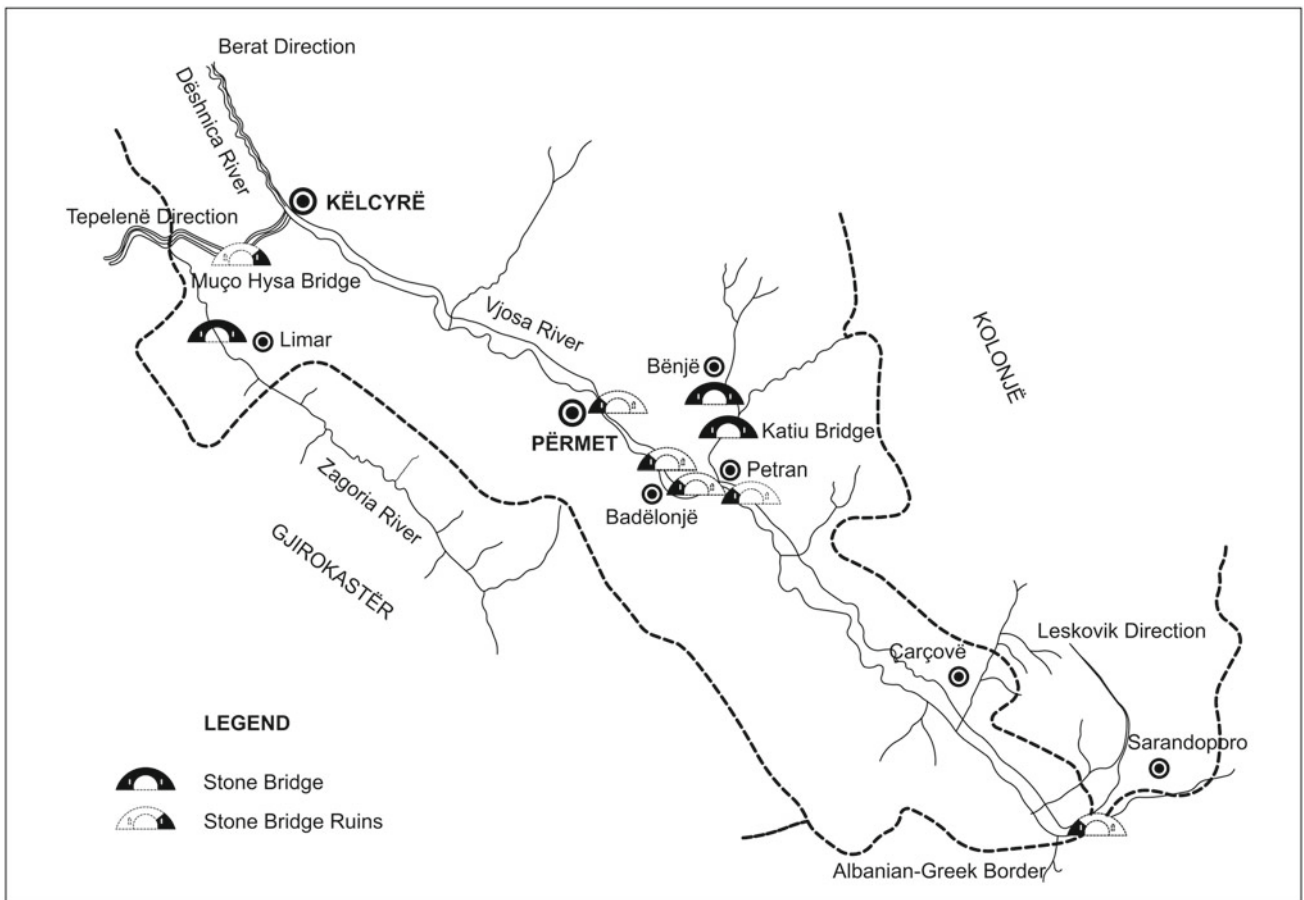 Berat Direction
Dëshnica River
KËLCYRË
Tepelenë Direction
Muço Hysa Bridge
Vjosa River
KOLONJË
Limar
Bënjë
Katiu Bridge
PËRMET
Petran
Zagoria River
Badëlonjë
GJIROKASTËR
Leskovik Direction
Çarçovë
LEGEND
Sarandoporo
Stone Bridge
Stone Bridge Ruins
Albanian-Greek Border